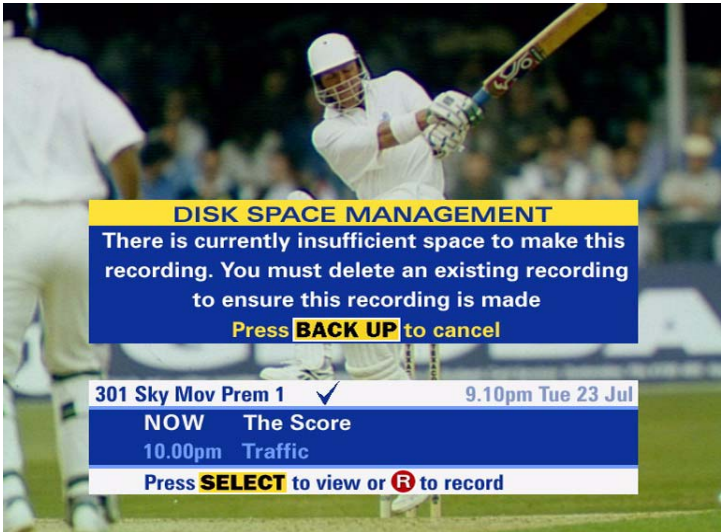 DISK SPACE MANAGEMENT
There is currently insufficient space to make this
recording. You must delete an existing recording
to ensure this recording is made
Press BACK UP to cancel
301 Sky Mov Prem 1 9.10pm Tue 23 Jul
NOW The Score
10.00pm Traffic
Press SELECT to view or R to record